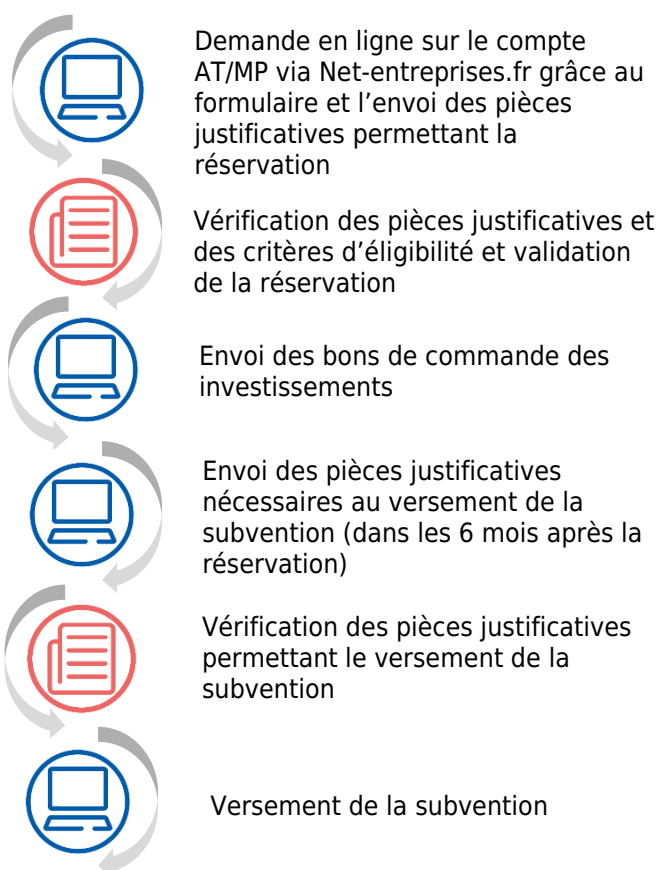 Demande en ligne sur le compte
AT/MP via Net-entreprises.fr grâce au
formulaire et l’envoi des pièces
justificatives permettant la
réservation
Vérification des pièces justificatives et
des critères d’éligibilité et validation
de la réservation
Envoi des bons de commande des
investissements
Envoi des pièces justificatives
nécessaires au versement de la
subvention (dans les 6 mois après la
réservation)
Vérification des pièces justificatives
permettant le versement de la
subvention
Versement de la subvention